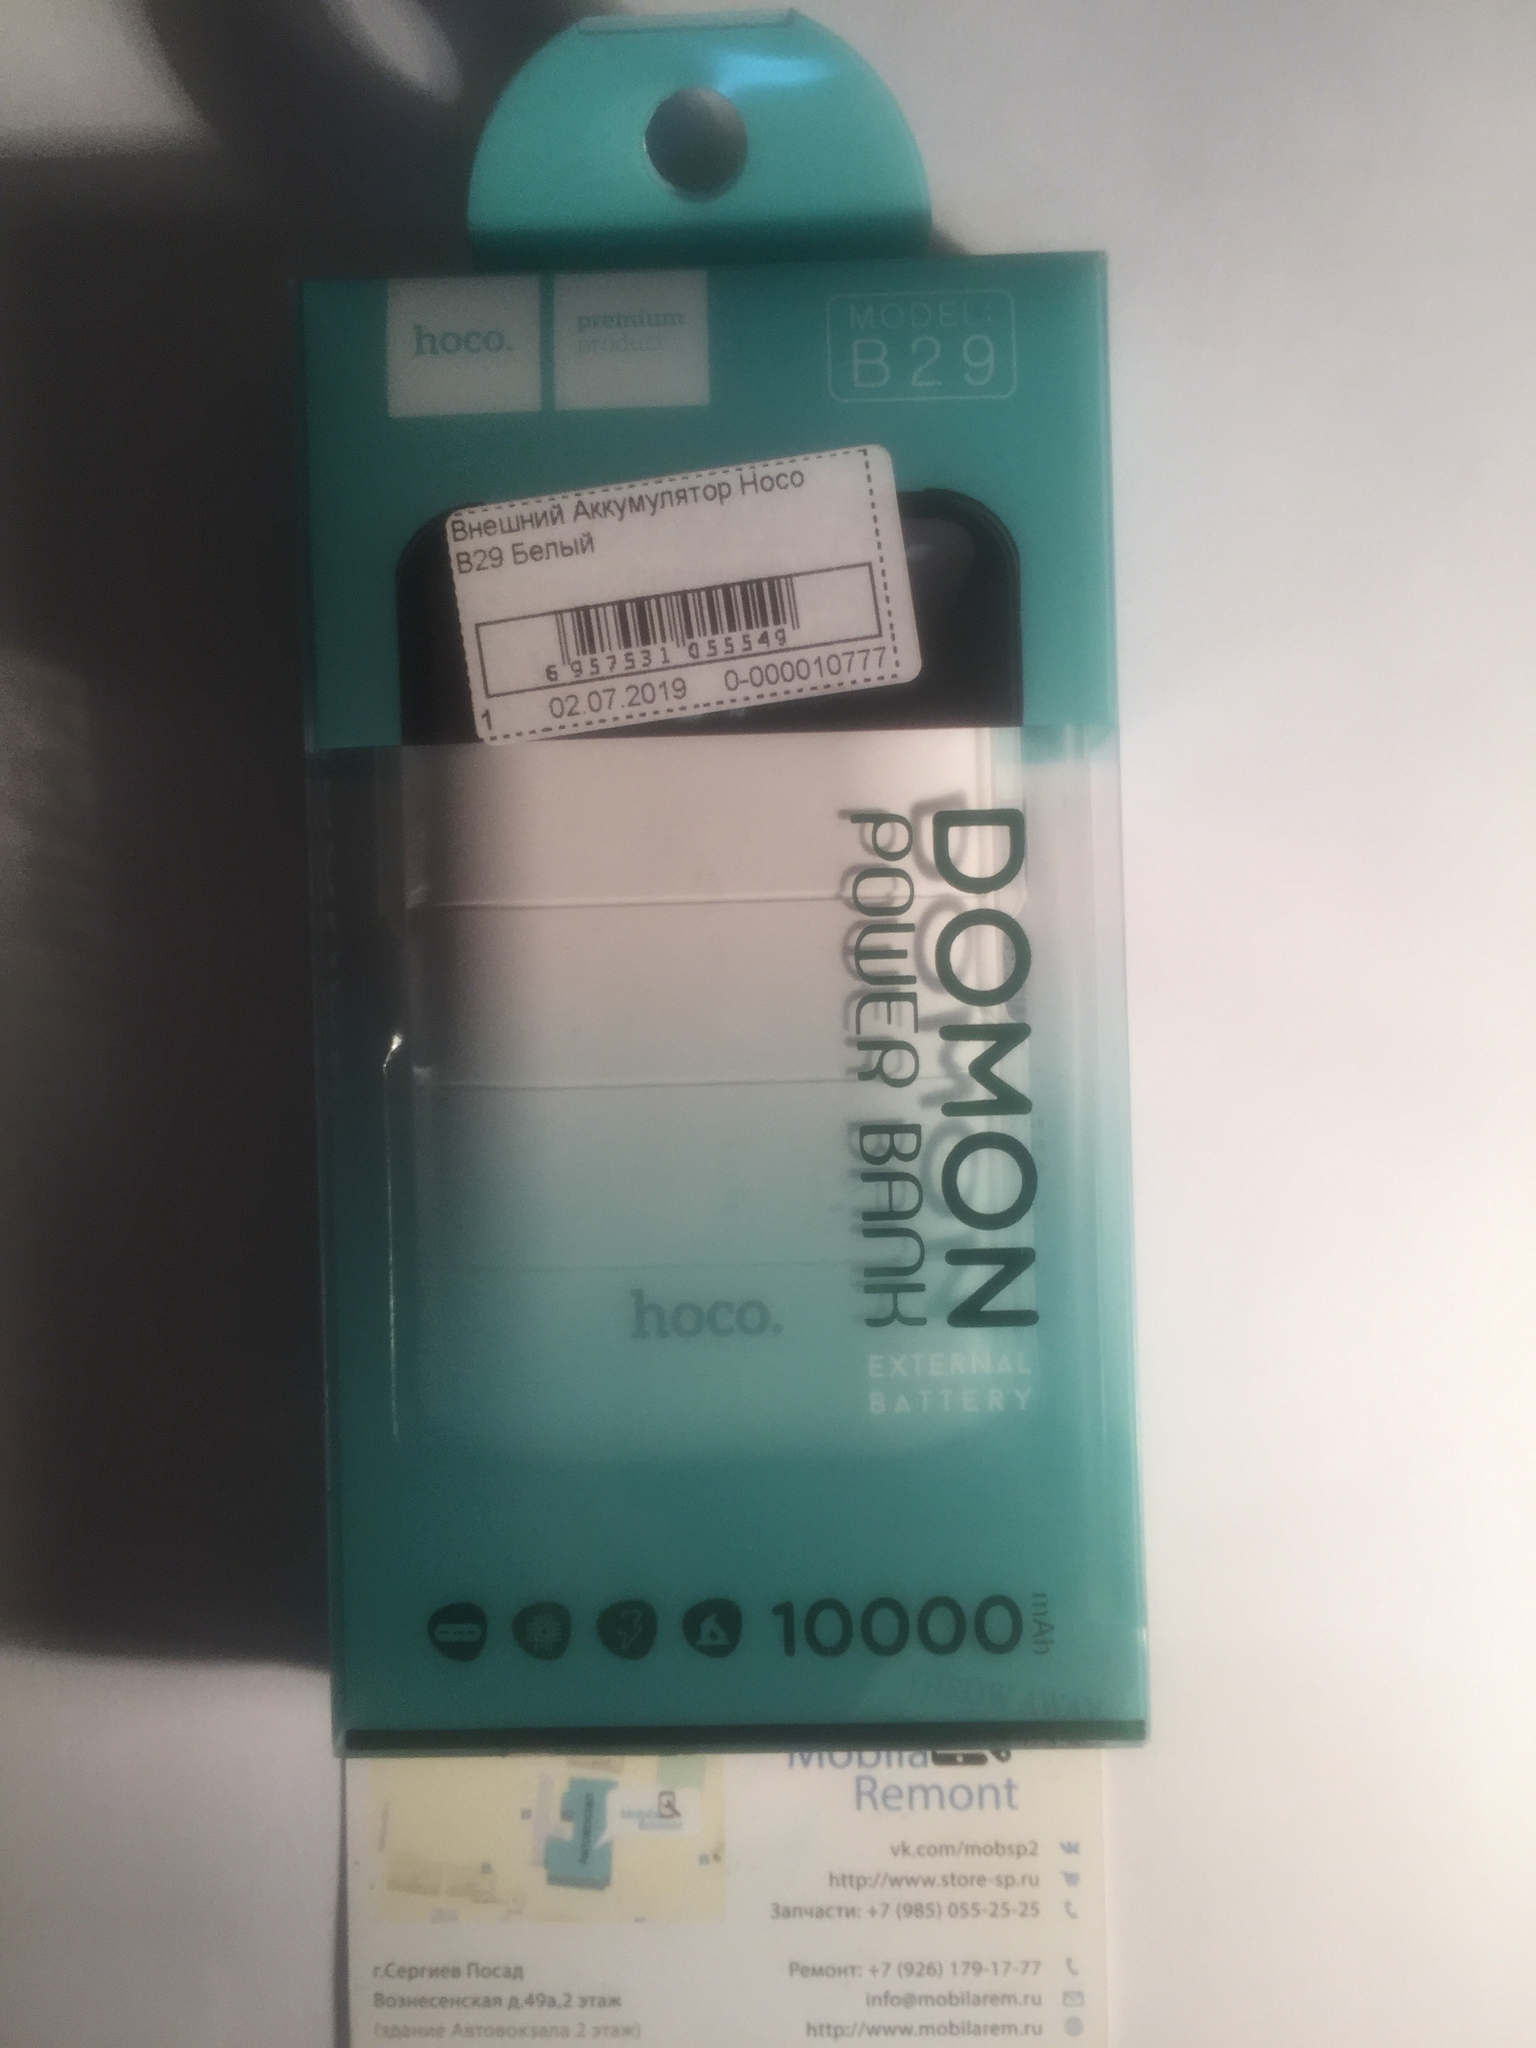 hoco.
premium
product
MODEL:
B29
Внешний Аккумулятор Hoco
B29 Белый
6 957531 055549
1 02.07.2019 0-000010777
DOMON
POWER BANK
hoco.
EXTERNAL
BATTERY
10000 mAh
Mobila
Remont
vk.com/mobsp2
http://www.store-sp.ru
Запчасти: +7 (985) 055-25-25
г.Сергиев Посад
Вознесенская д.49а,2 этаж
(здание Автовокзала 2 этаж)
Ремонт: +7 (926) 179-17-77
info@mobilarem.ru
http://www.mobilarem.ru